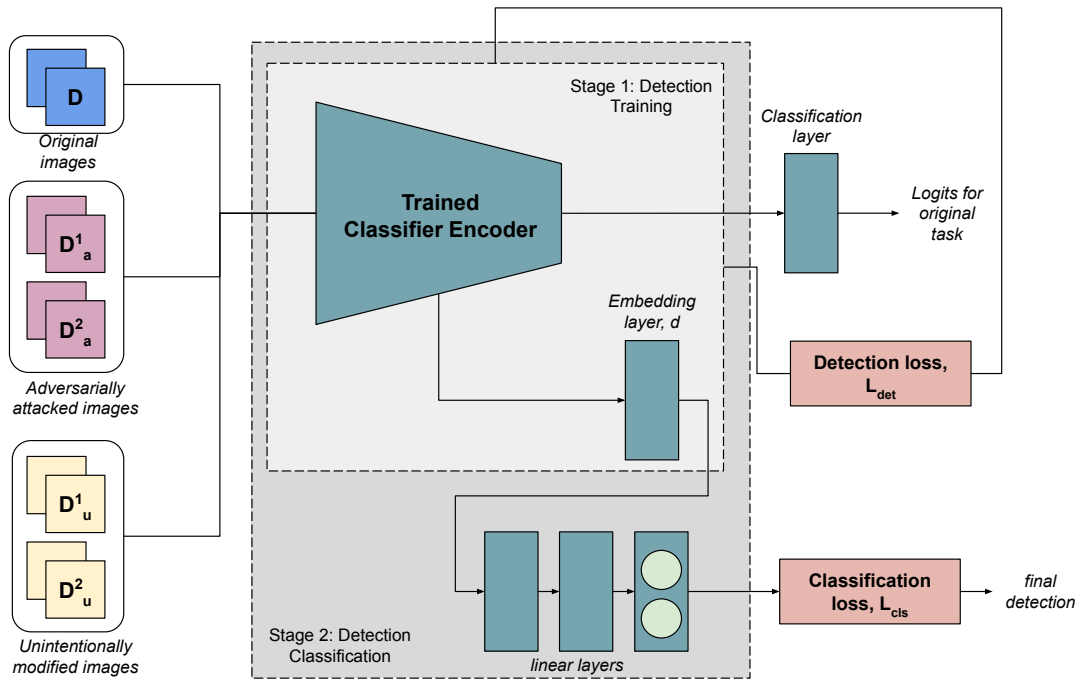 D
Original
images
D¹ₐ
D²ₐ
Adversarially
attacked images
D¹ᵤ
D²ᵤ
Unintentionally
modified images
Stage 1: Detection
Training
Trained
Classifier Encoder
Embedding
layer, d
Classification
layer
Logits for
original
task
Detection loss,
L_det
Stage 2: Detection
Classification
linear layers
Classification
loss, L_cls
final
detection